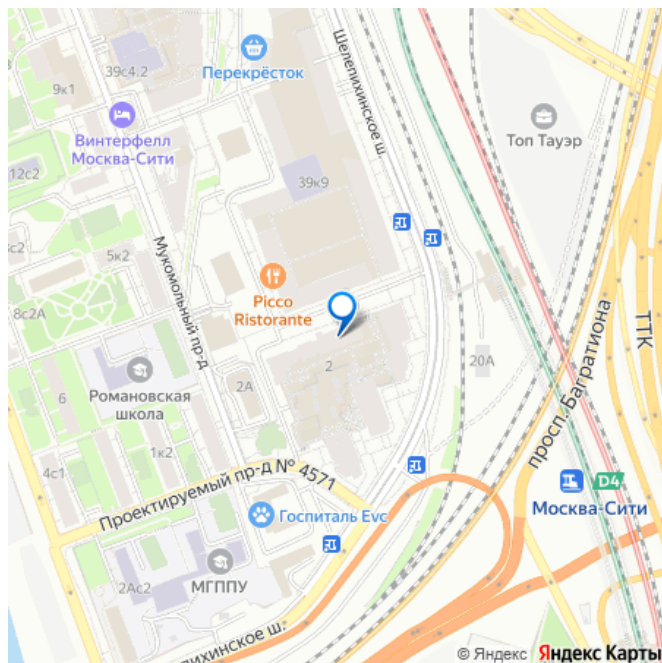 39с4.2
9к1
Перекрёсток
Шелепихинское ш.
Винтерфелл
Москва-Сити
Топ Тауэр
12с2
39к9
5к2
Мукомольный пр-д
Picco
Ristorante
8с2А
Романовская
школа
2А
2
20А
просп. Багратиона
ТТК
6
4с1
1к2
Проектируемый пр-д № 4571
D4
Москва-Сити
Госпиталь Evc
МГППУ
2Ас2
лепихинское ш.
© Яндекс Яндекс Карты